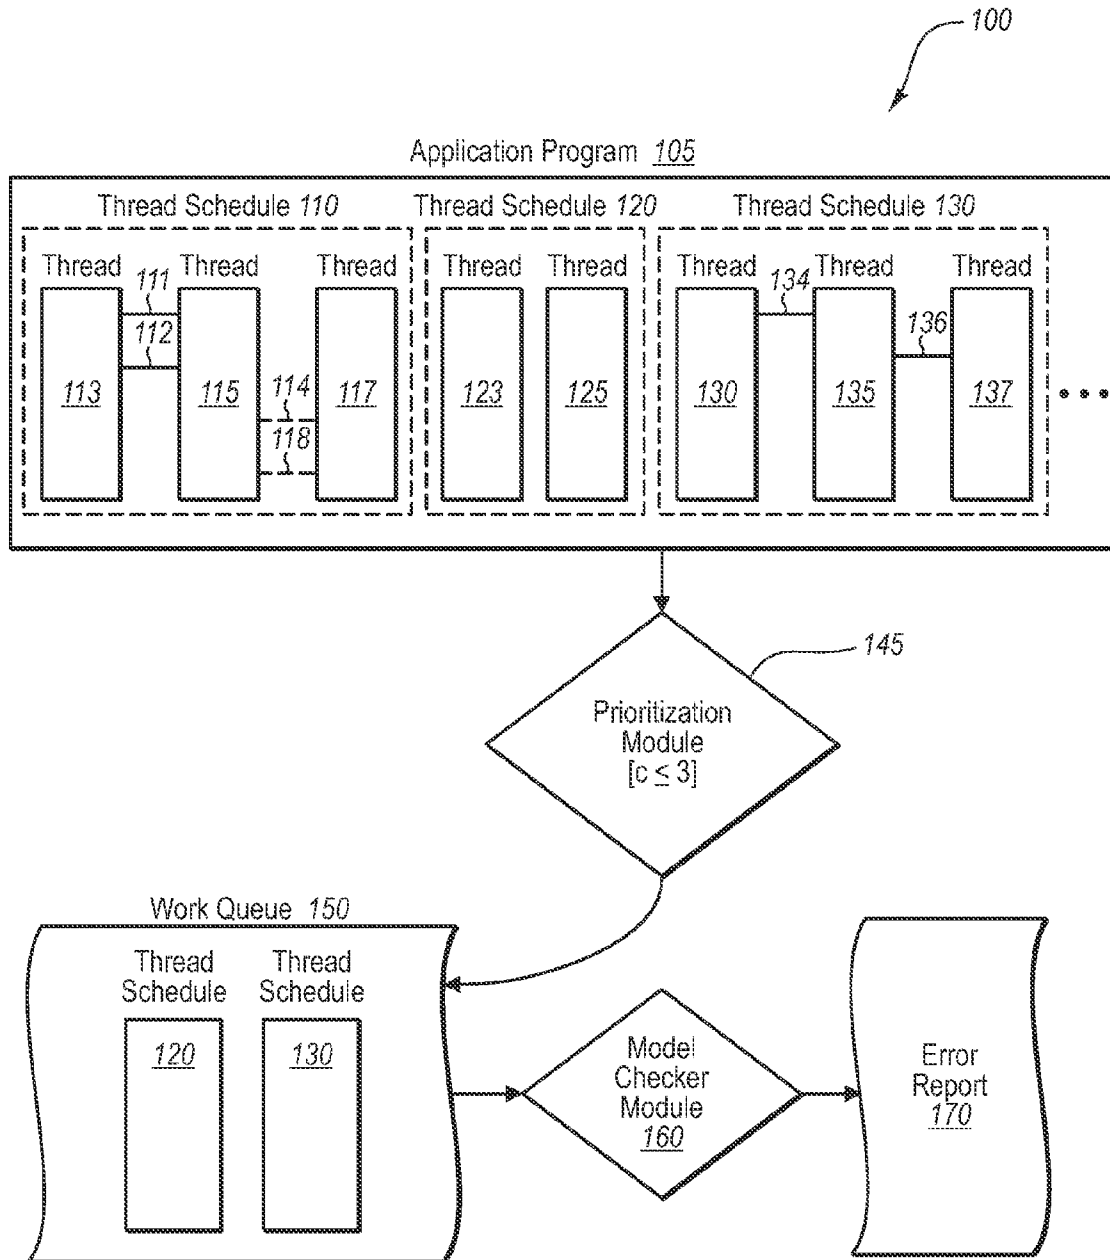 100
Application Program 105
Thread Schedule 110 Thread Schedule 120 Thread Schedule 130
Thread Thread Thread Thread Thread Thread Thread Thread
111
134
112
136
113 115 114 117 123 125 130 135 137
118
145
Prioritization
Module
[c ≤ 3]
Work Queue 150
Thread
Schedule
Thread
Schedule
120
130
Model
Checker
Module
160
Error
Report
170